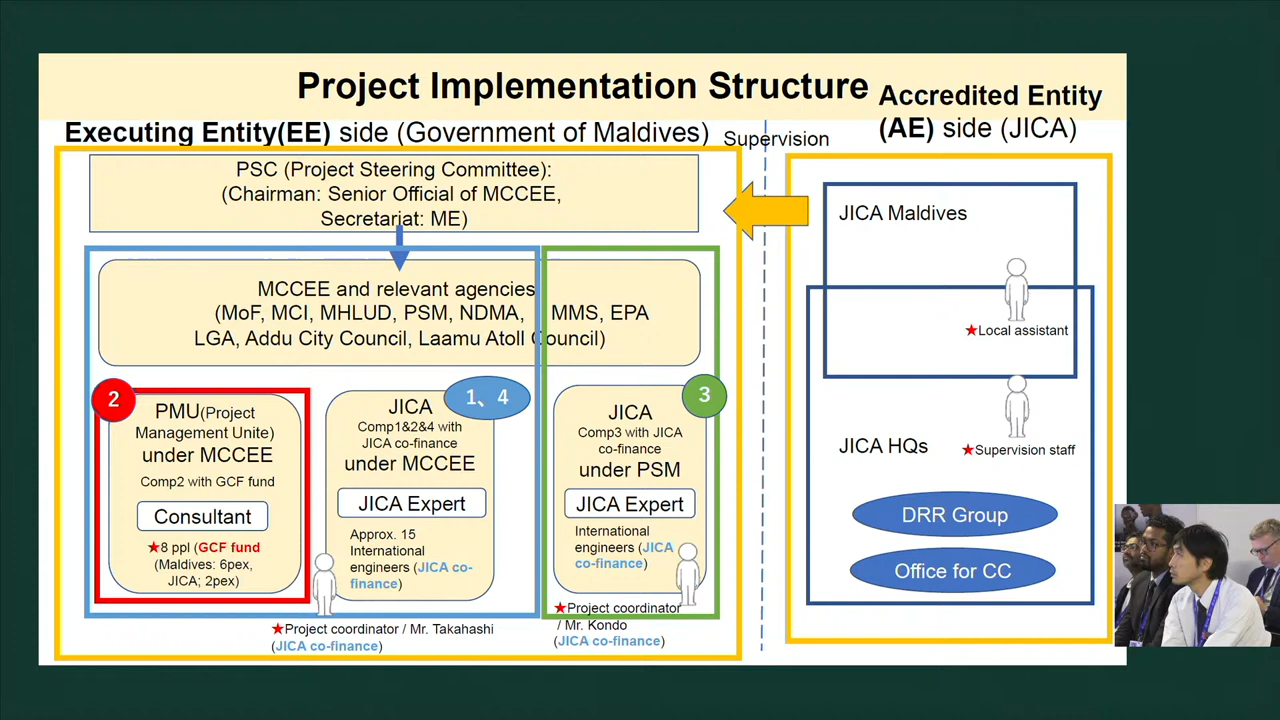 Project Implementation Structure
Executing Entity(EE) side (Government of Maldives)
Supervision
Accredited Entity
(AE) side (JICA)
PSC (Project Steering Committee):
(Chairman: Senior Official of MCCEE,
Secretariat: ME)
MCCEE and relevant agencies
(MoF, MCI, MHLUD, PSM, NDMA, MMS, EPA
LGA, Addu City Council, Laamu Atoll Council)
2
PMU(Project
Management Unite)
under MCCEE
Comp2 with GCF fund
Consultant
★8 ppl (GCF fund
(Maldives: 6pex,
JICA; 2pex)
1、4
JICA
Comp1&2&4 with
JICA co-finance
under MCCEE
JICA Expert
Approx. 15
International
engineers (JICA co-
finance)
★Project coordinator / Mr. Takahashi
(JICA co-finance)
3
JICA
Comp3 with JICA
co-finance
under PSM
JICA Expert
International
engineers (JICA
co-finance)
★Project coordinator
/ Mr. Kondo
(JICA co-finance)
JICA Maldives
★Local assistant
JICA HQs
★Supervision staff
DRR Group
Office for CC